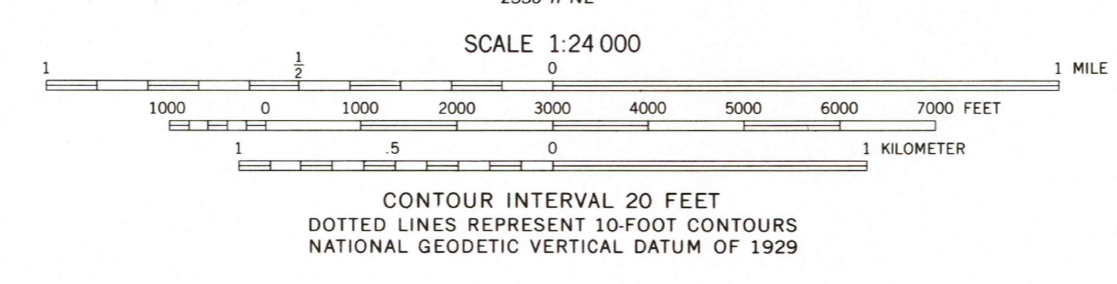 SCALE 1:24 000
1 1/2 0 1 MILE
1000 0 1000 2000 3000 4000 5000 6000 7000 FEET
1 .5 0 1 KILOMETER
CONTOUR INTERVAL 20 FEET
DOTTED LINES REPRESENT 10-FOOT CONTOURS
NATIONAL GEODETIC VERTICAL DATUM OF 1929